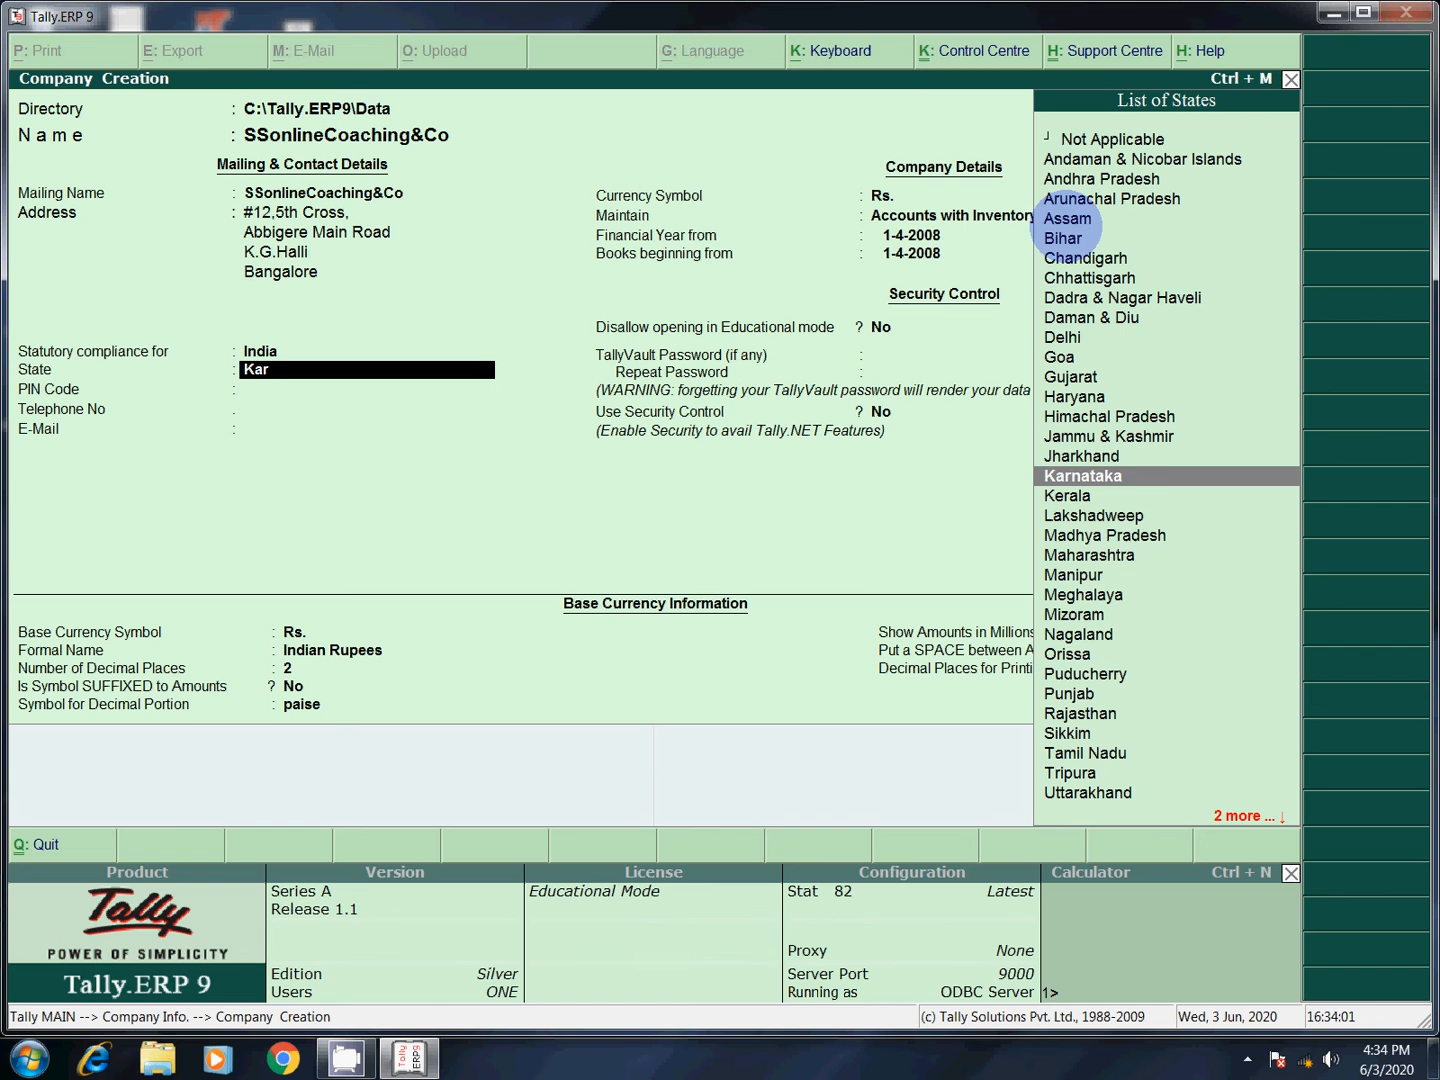 Tally.ERP 9
P: Print
E: Export
M: E-Mail
O: Upload
G: Language
K: Keyboard
K: Control Centre
H: Support Centre
H: Help
Company Creation
Ctrl + M
Directory : C:\Tally.ERP9\Data
Name : SSonlineCoaching&Co
Mailing & Contact Details
Mailing Name : SSonlineCoaching&Co
Address : #12,5th Cross,
Abbigere Main Road
K.G.Halli
Bangalore
Statutory compliance for : India
State : Kar
PIN Code :
Telephone No :
E-Mail :
Company Details
Currency Symbol : Rs.
Maintain : Accounts with Inventory
Financial Year from : 1-4-2008
Books beginning from : 1-4-2008
Security Control
Disallow opening in Educational mode ? No
TallyVault Password (if any) :
Repeat Password :
(WARNING: forgetting your TallyVault password will render your data
Use Security Control ? No
(Enable Security to avail Tally.NET Features)
List of States
Not Applicable
Andaman & Nicobar Islands
Andhra Pradesh
Arunachal Pradesh
Assam
Bihar
Chandigarh
Chhattisgarh
Dadra & Nagar Haveli
Daman & Diu
Delhi
Goa
Gujarat
Haryana
Himachal Pradesh
Jammu & Kashmir
Jharkhand
Karnataka
Kerala
Lakshadweep
Madhya Pradesh
Maharashtra
Manipur
Meghalaya
Mizoram
Nagaland
Orissa
Puducherry
Punjab
Rajasthan
Sikkim
Tamil Nadu
Tripura
Uttarakhand
2 more ... ↓
Base Currency Information
Base Currency Symbol : Rs.
Formal Name : Indian Rupees
Number of Decimal Places : 2
Is Symbol SUFFIXED to Amounts ? No
Symbol for Decimal Portion : paise
Show Amounts in Millions
Put a SPACE between A
Decimal Places for Printi
Q: Quit
Product
Tally
POWER OF SIMPLICITY
Tally.ERP 9
Version
Series A
Release 1.1
Edition Silver
Users ONE
License
Educational Mode
Configuration
Stat 82 Latest
Proxy None
Server Port 9000
Running as ODBC Server
Calculator
Ctrl + N
1>
Tally MAIN --> Company Info. --> Company Creation
(c) Tally Solutions Pvt. Ltd., 1988-2009
Wed, 3 Jun, 2020
16:34:01
Tally
ERP9
4:34 PM
6/3/2020